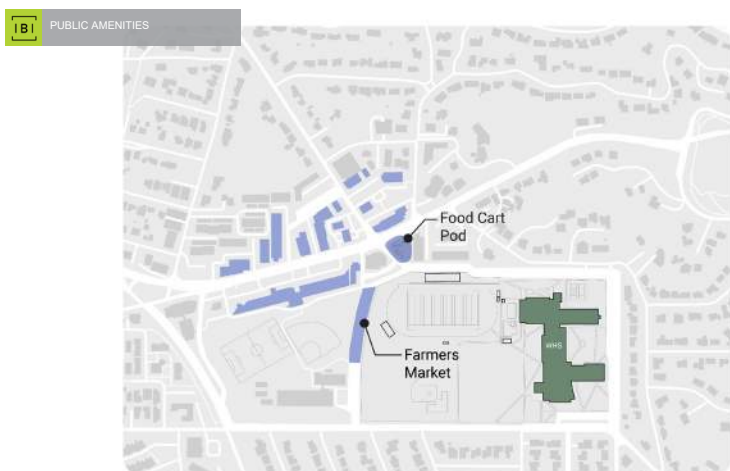 IBI
PUBLIC AMENITIES
Food Cart
Pod
WHS
Farmers
Market